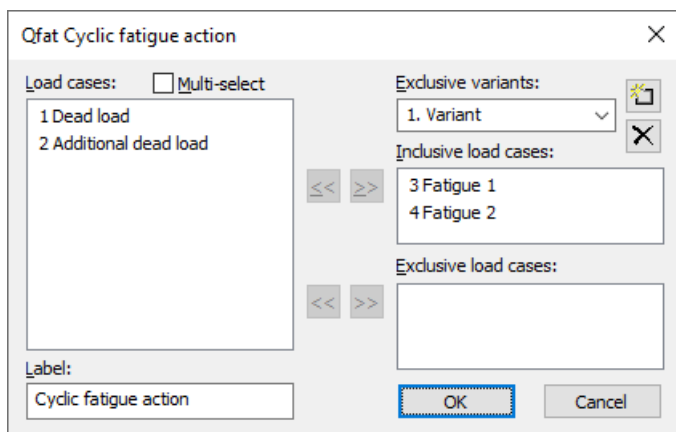 Qfat Cyclic fatigue action
Load cases:
Multi-select
1 Dead load
2 Additional dead load
<< >>
<< >>
Label:
Cyclic fatigue action
Exclusive variants:
1. Variant
Inclusive load cases:
3 Fatigue 1
4 Fatigue 2
Exclusive load cases:
OK
Cancel